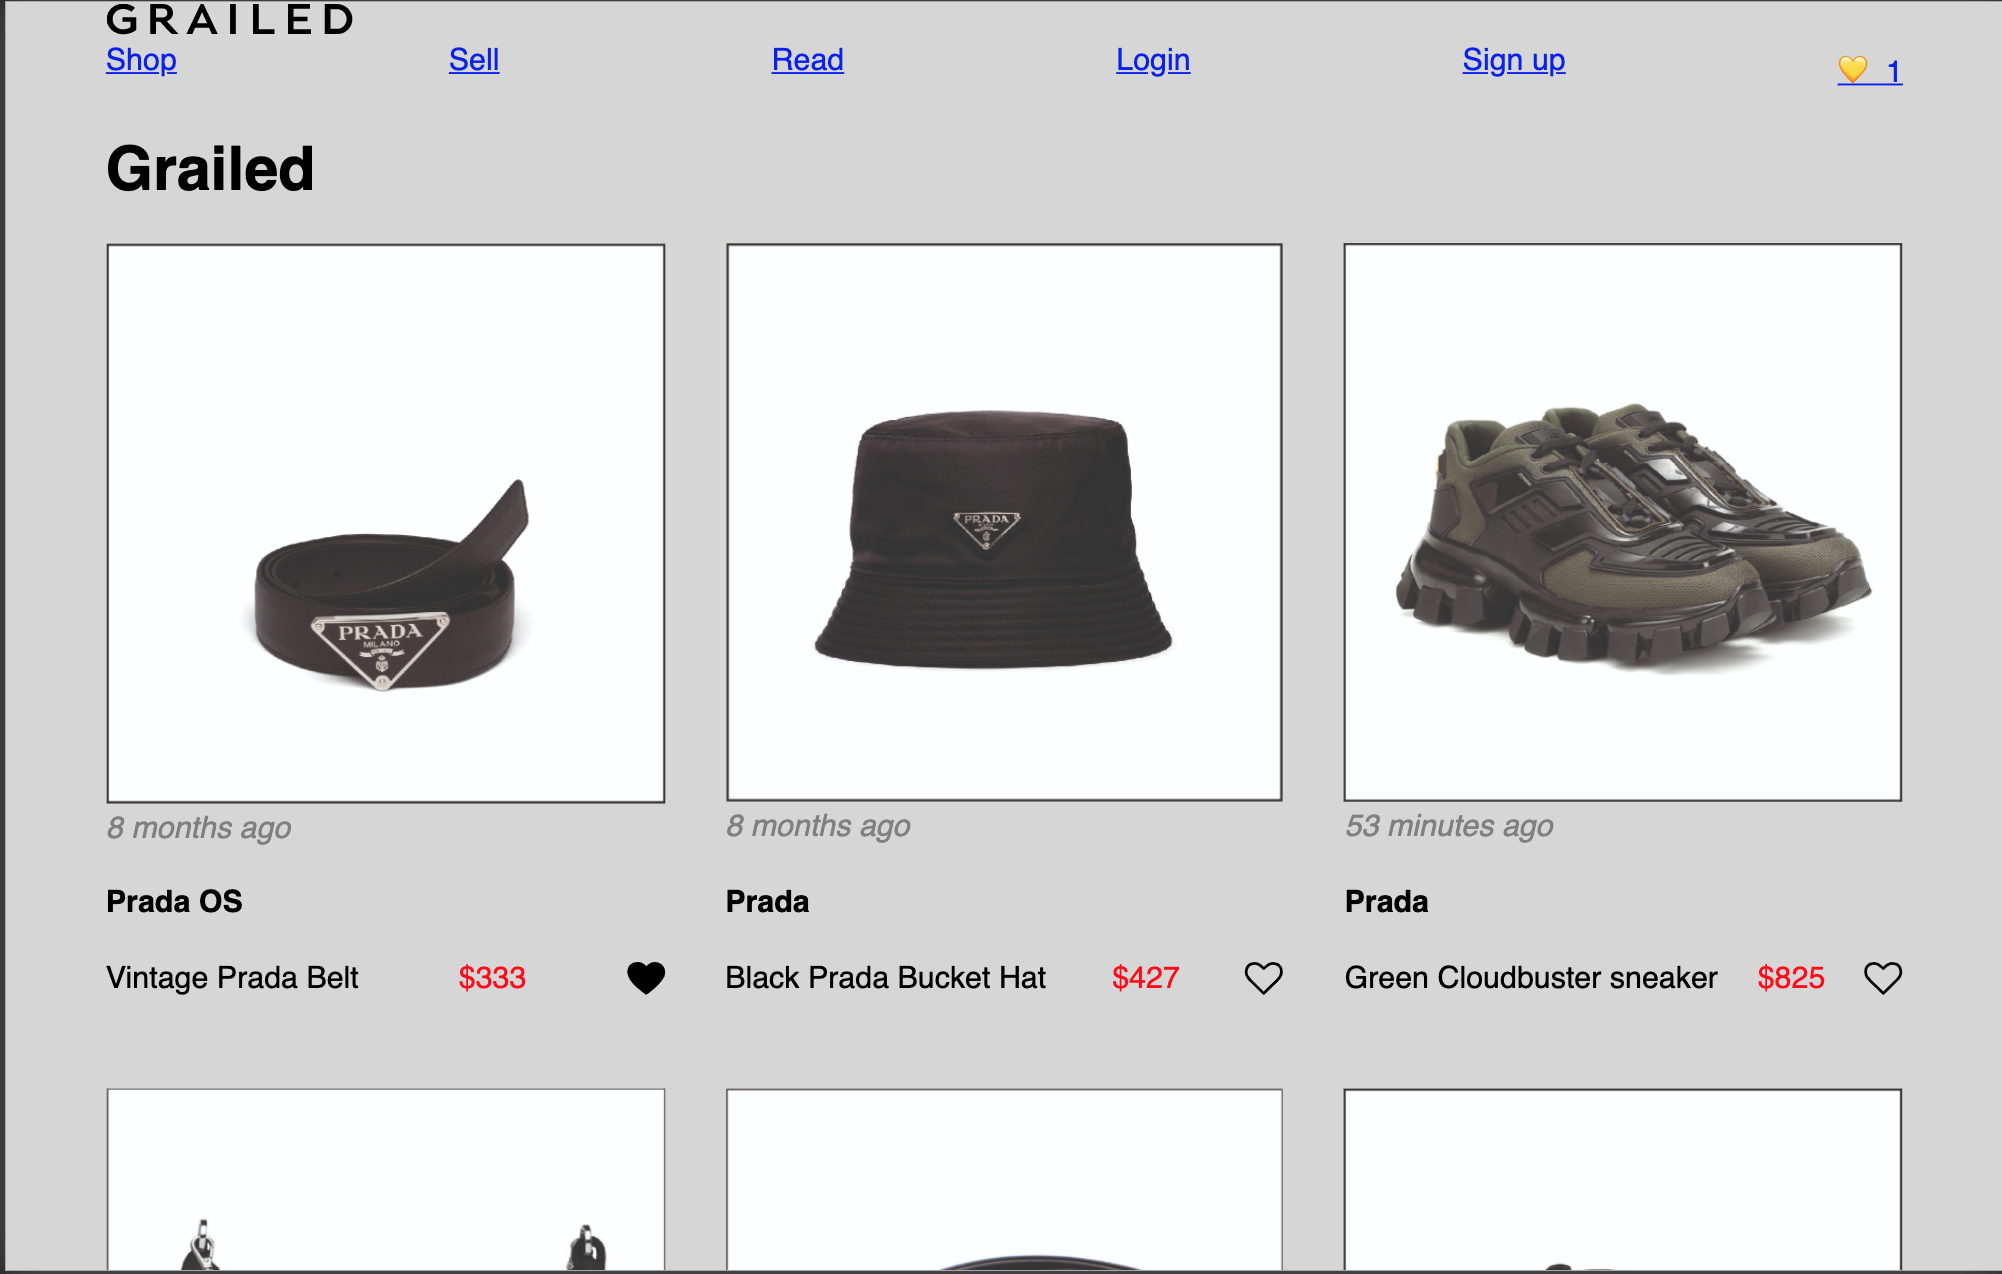 GRAILED
Shop Sell Read Login Sign up 💛 1
Grailed
PRADA
MILANO
PRADA
8 months ago 8 months ago 53 minutes ago
Prada OS Prada Prada
Vintage Prada Belt $333 Black Prada Bucket Hat $427 Green Cloudbuster sneaker $825